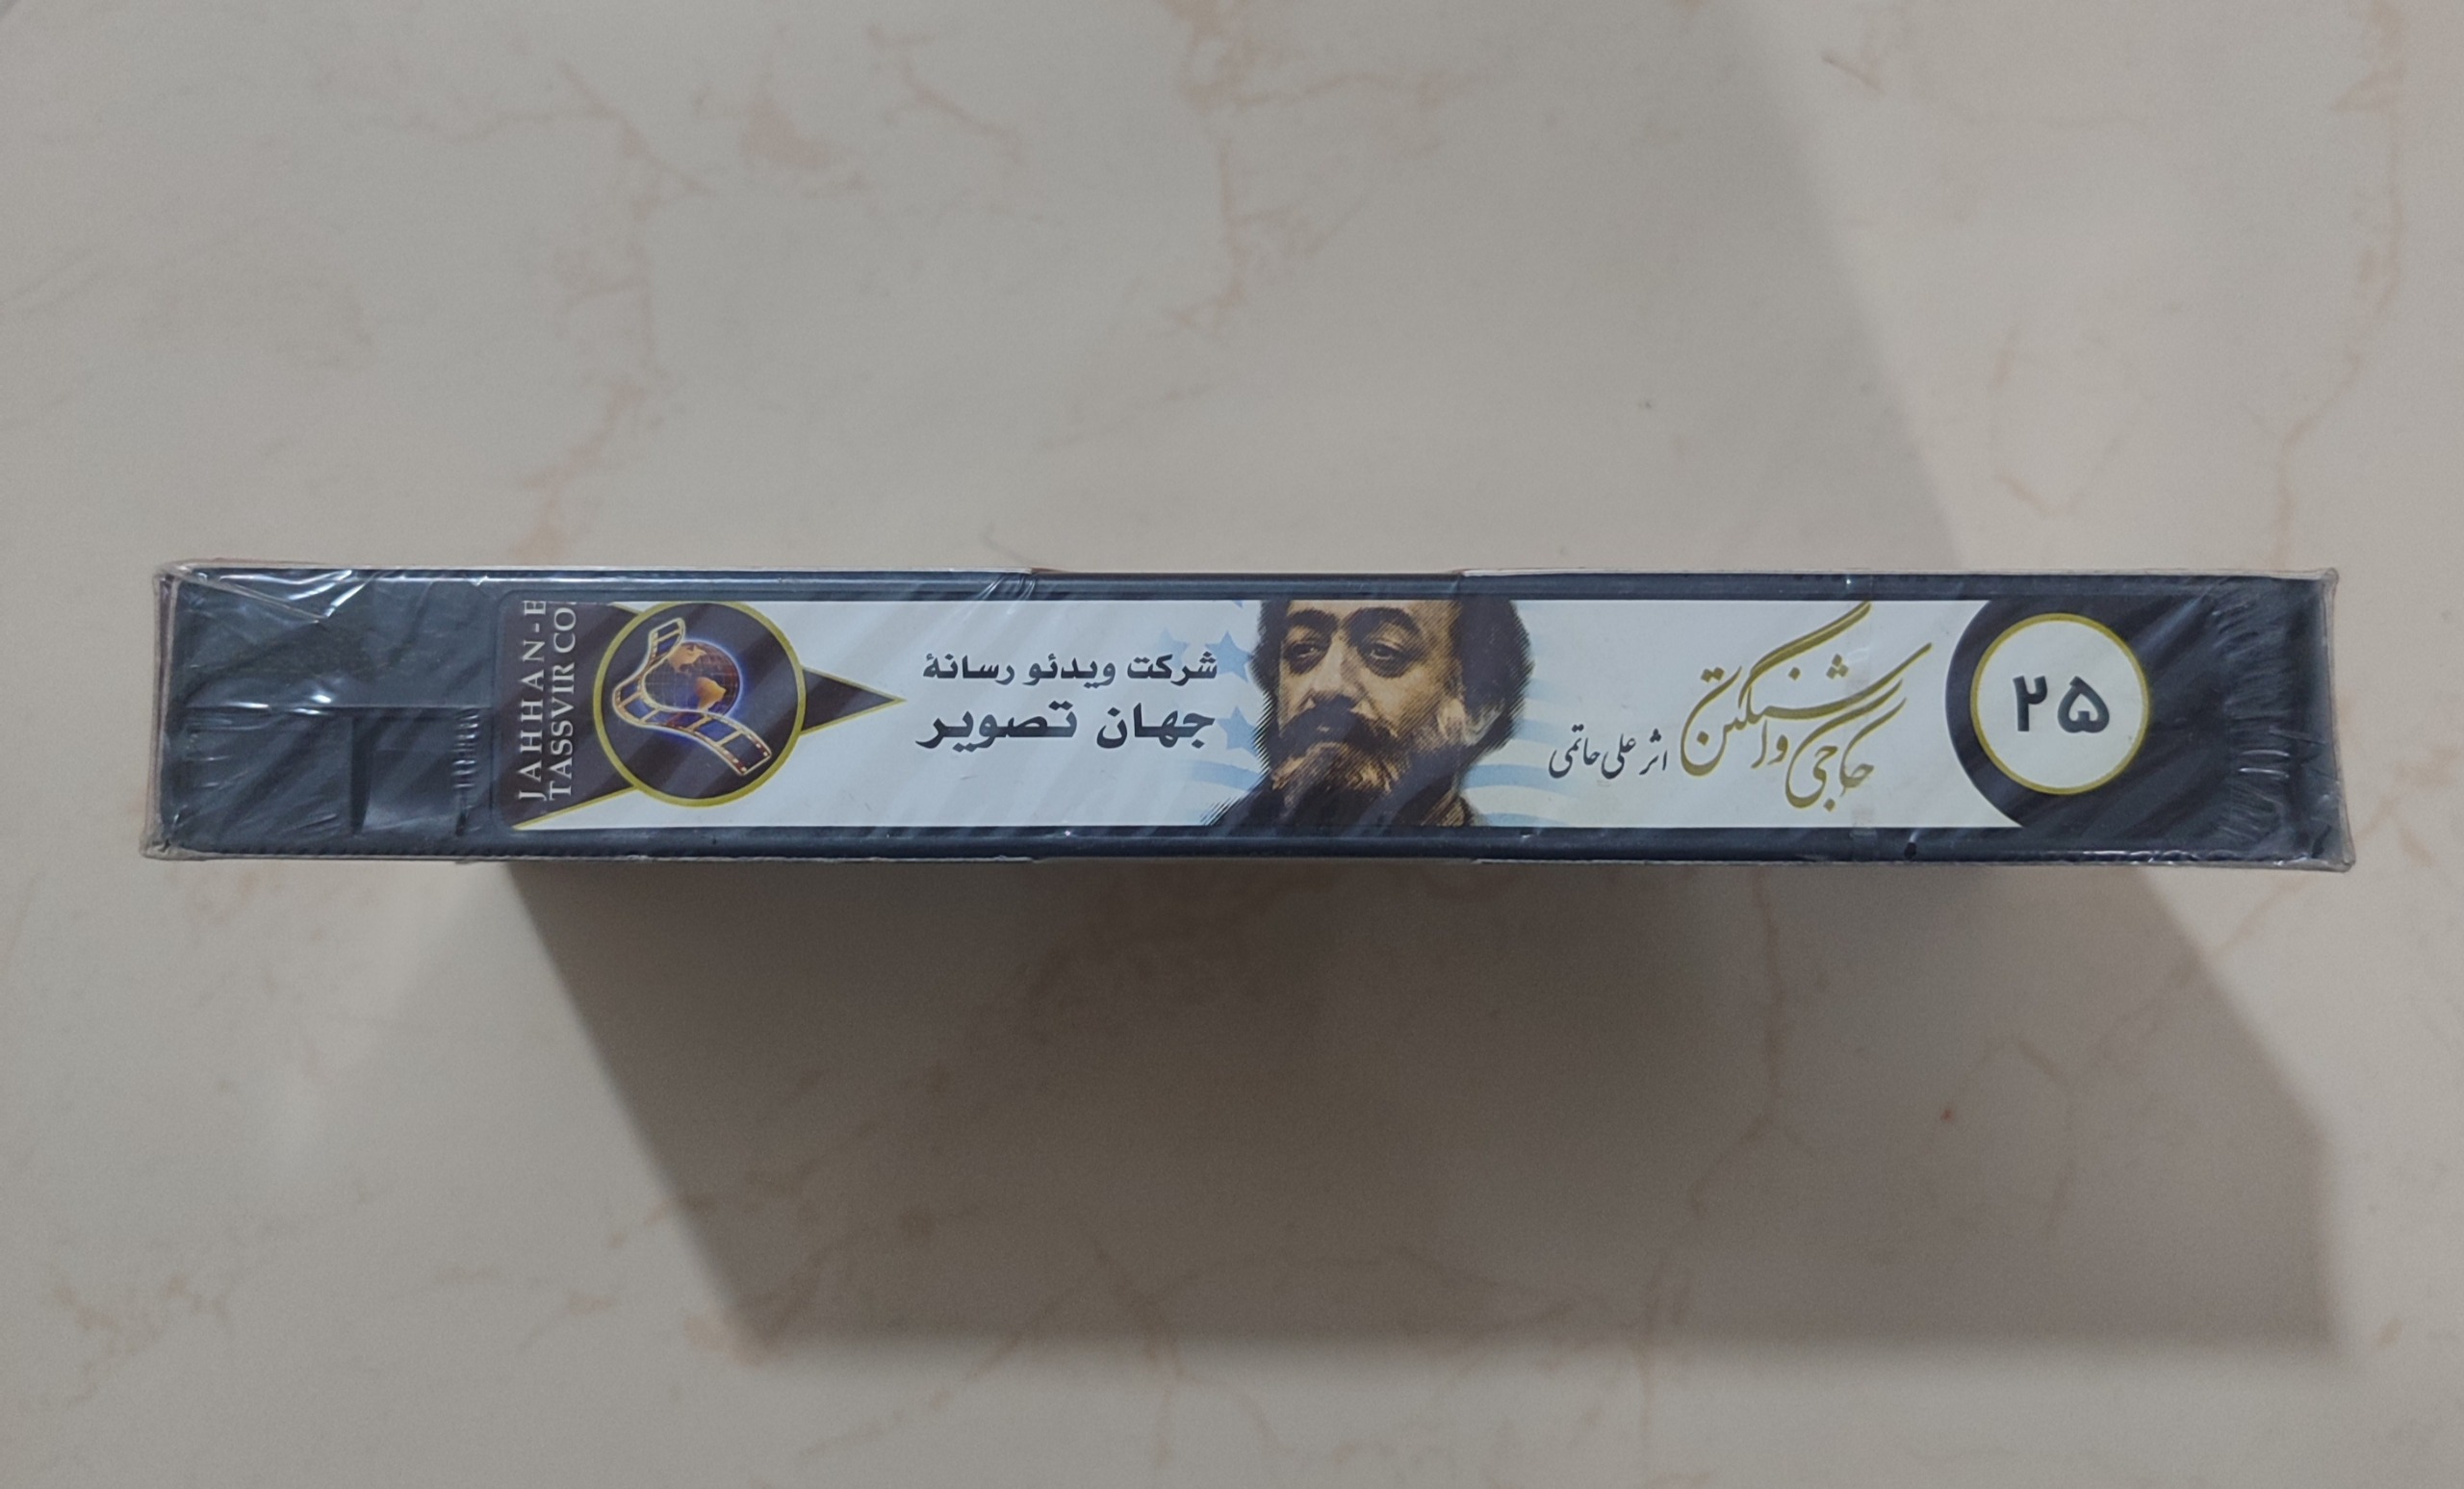 ۲۵
حاجی واشنگتن
اثر علی حاتمی
شرکت ویدئو رسانهٔ
جهان تصویر
JAHHAN-E
TASSVIR CO.